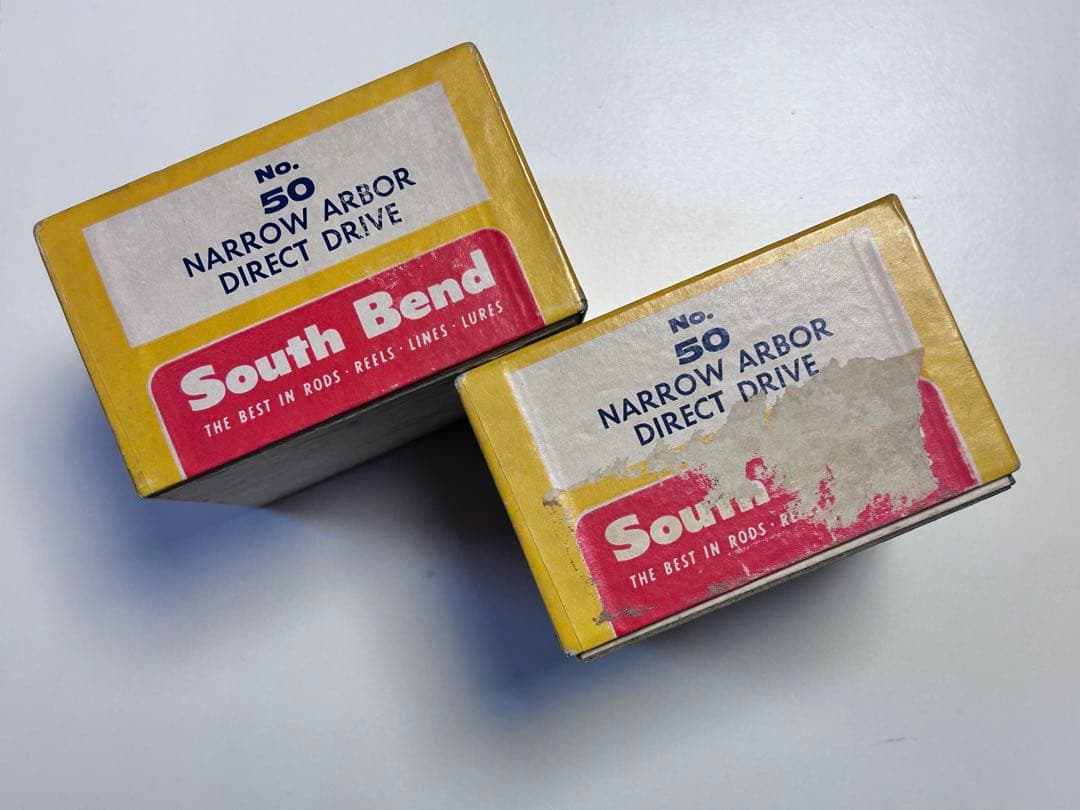 No.
50
NARROW ARBOR
DIRECT DRIVE
South Bend
THE BEST IN RODS · REELS · LINES · LURES
No.
50
NARROW ARBOR
DIRECT DRIVE
South
THE BEST IN RODS ·